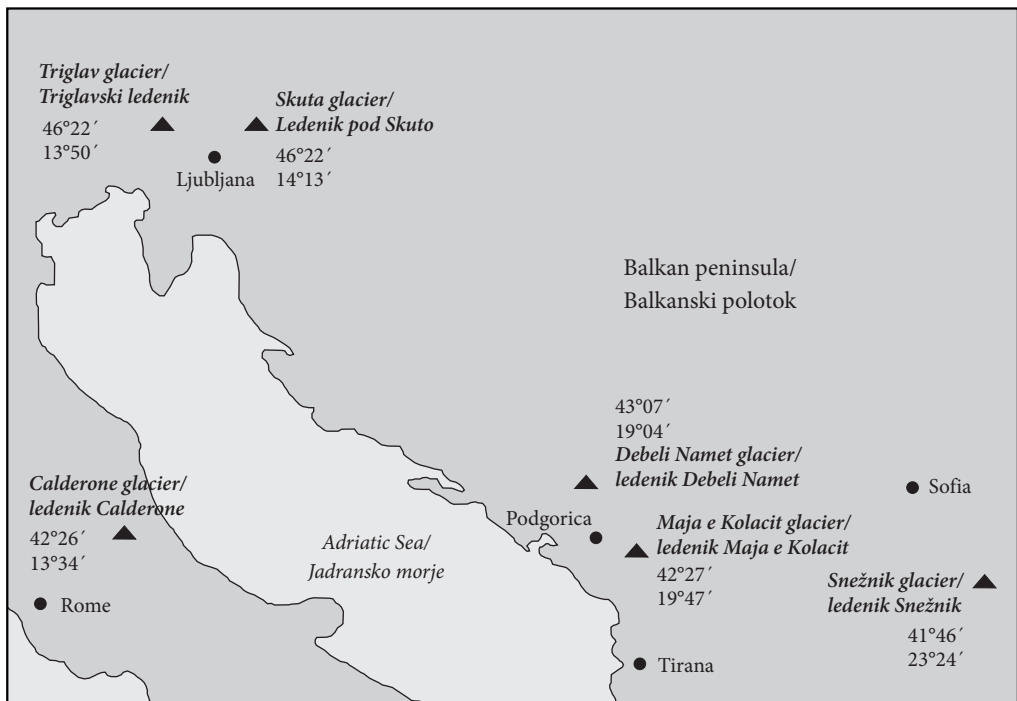 Triglav glacier/
Triglavski ledenik
46°22´
13°50´
Skuta glacier/
Ledenik pod Skuto
46°22´
14°13´
Ljubljana
Balkan peninsula/
Balkanski polotok
43°07´
19°04´
Debeli Namet glacier/
ledenik Debeli Namet
Sofia
Calderone glacier/
ledenik Calderone
42°26´
13°34´
Podgorica
Maja e Kolacit glacier/
ledenik Maja e Kolacit
42°27´
19°47´
Adriatic Sea/
Jadransko morje
Snežnik glacier/
ledenik Snežnik
41°46´
23°24´
Rome
Tirana